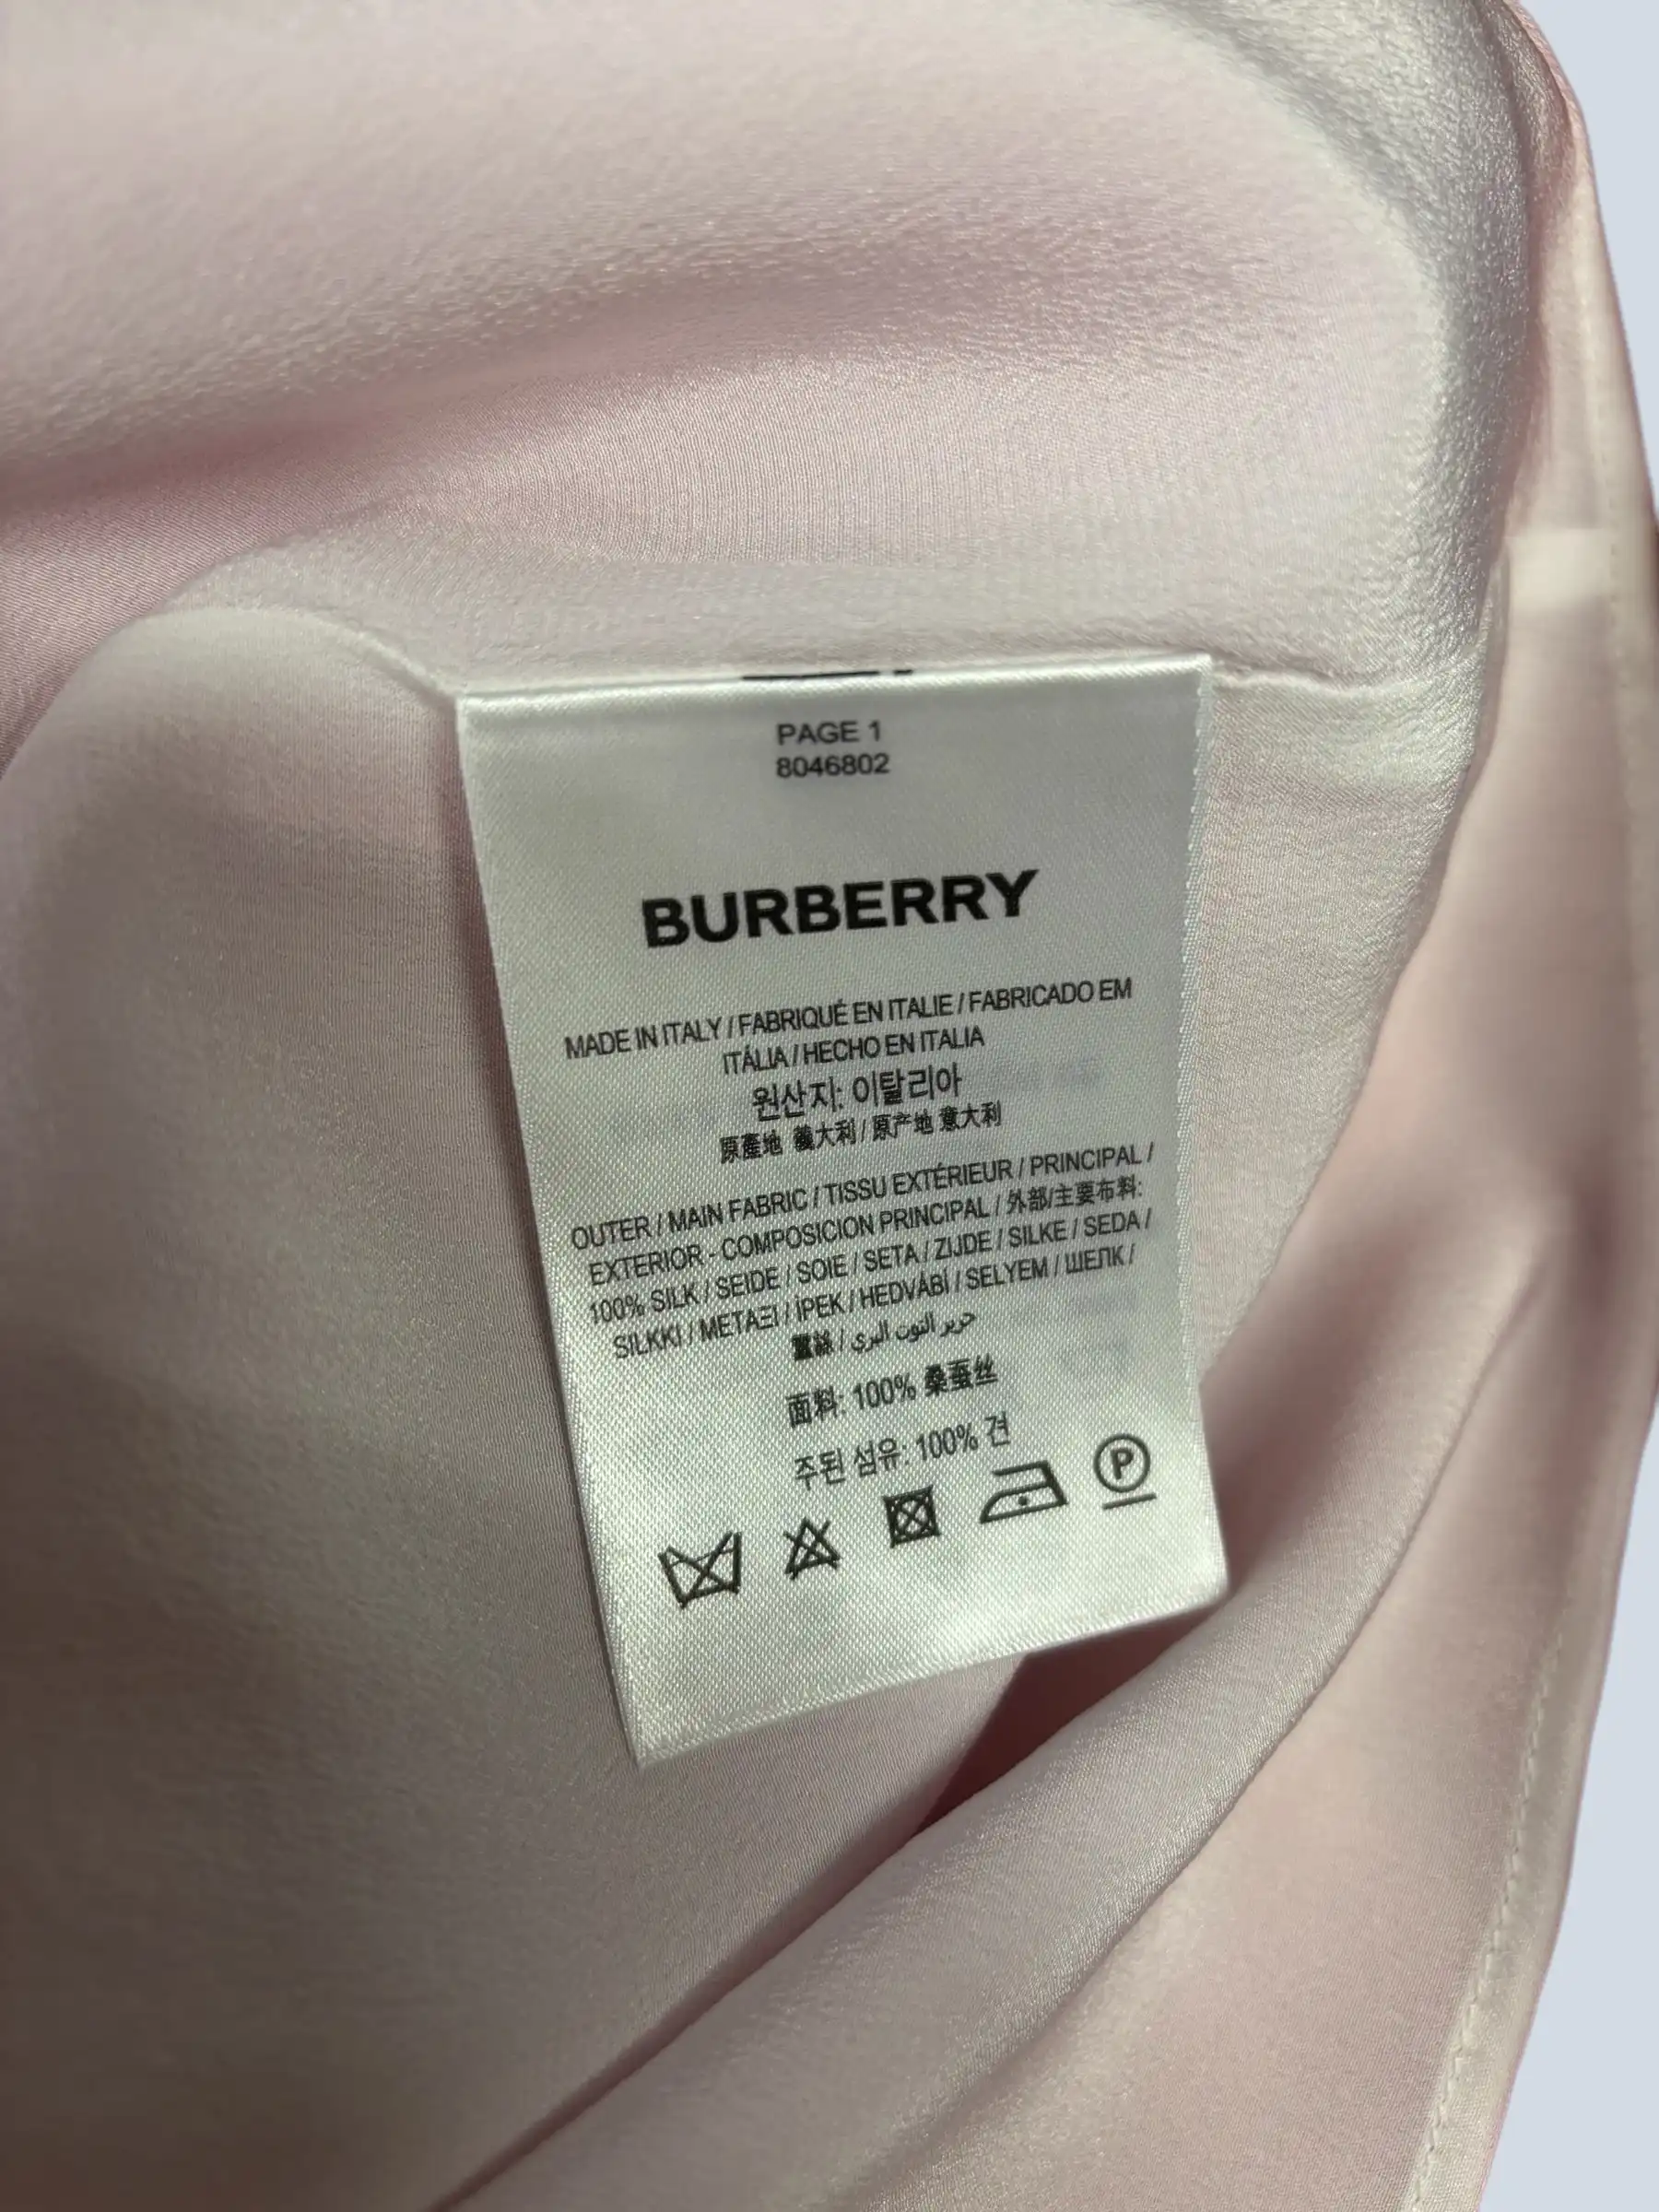 PAGE 1
8046802
BURBERRY
MADE IN ITALY / FABRIQUÉ EN ITALIE / FABRICADO EM
ITÁLIA / HECHO EN ITALIA
원산지: 이탈리아
原產地 義大利 / 原产地 意大利
OUTER / MAIN FABRIC / TISSU EXTÉRIEUR / PRINCIPAL /
EXTERIOR - COMPOSICION PRINCIPAL / 外部/主要布料:
100% SILK / SEIDE / SOIE / SETA / ZIJDE / SILKE / SEDA /
SILKKI / ΜΕΤΑΞΙ / İPEK / HEDVÁBÍ / SELYEM / ШЕЛК /
蠶絲 / حرير التوت البري
面料: 100% 桑蚕丝
주된 섬유: 100% 견
P